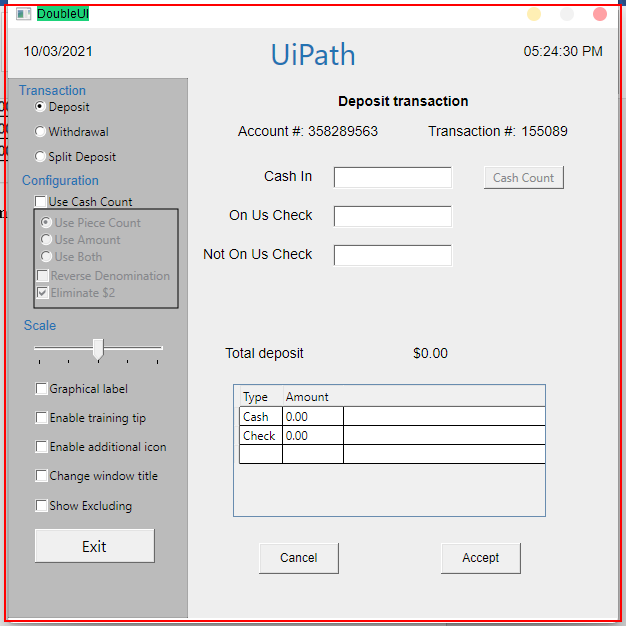 DoubleUI
10/03/2021
UiPath
05:24:30 PM
Transaction
Deposit
Withdrawal
Split Deposit
Configuration
Use Cash Count
Use Piece Count
Use Amount
Use Both
Reverse Denomination
Eliminate $2
Scale
Graphical label
Enable training tip
Enable additional icon
Change window title
Show Excluding
Exit
Deposit transaction
Account #: 358289563 Transaction #: 155089
Cash In
Cash Count
On Us Check
Not On Us Check
Total deposit $0.00
Type Amount
Cash 0.00
Check 0.00
Cancel Accept